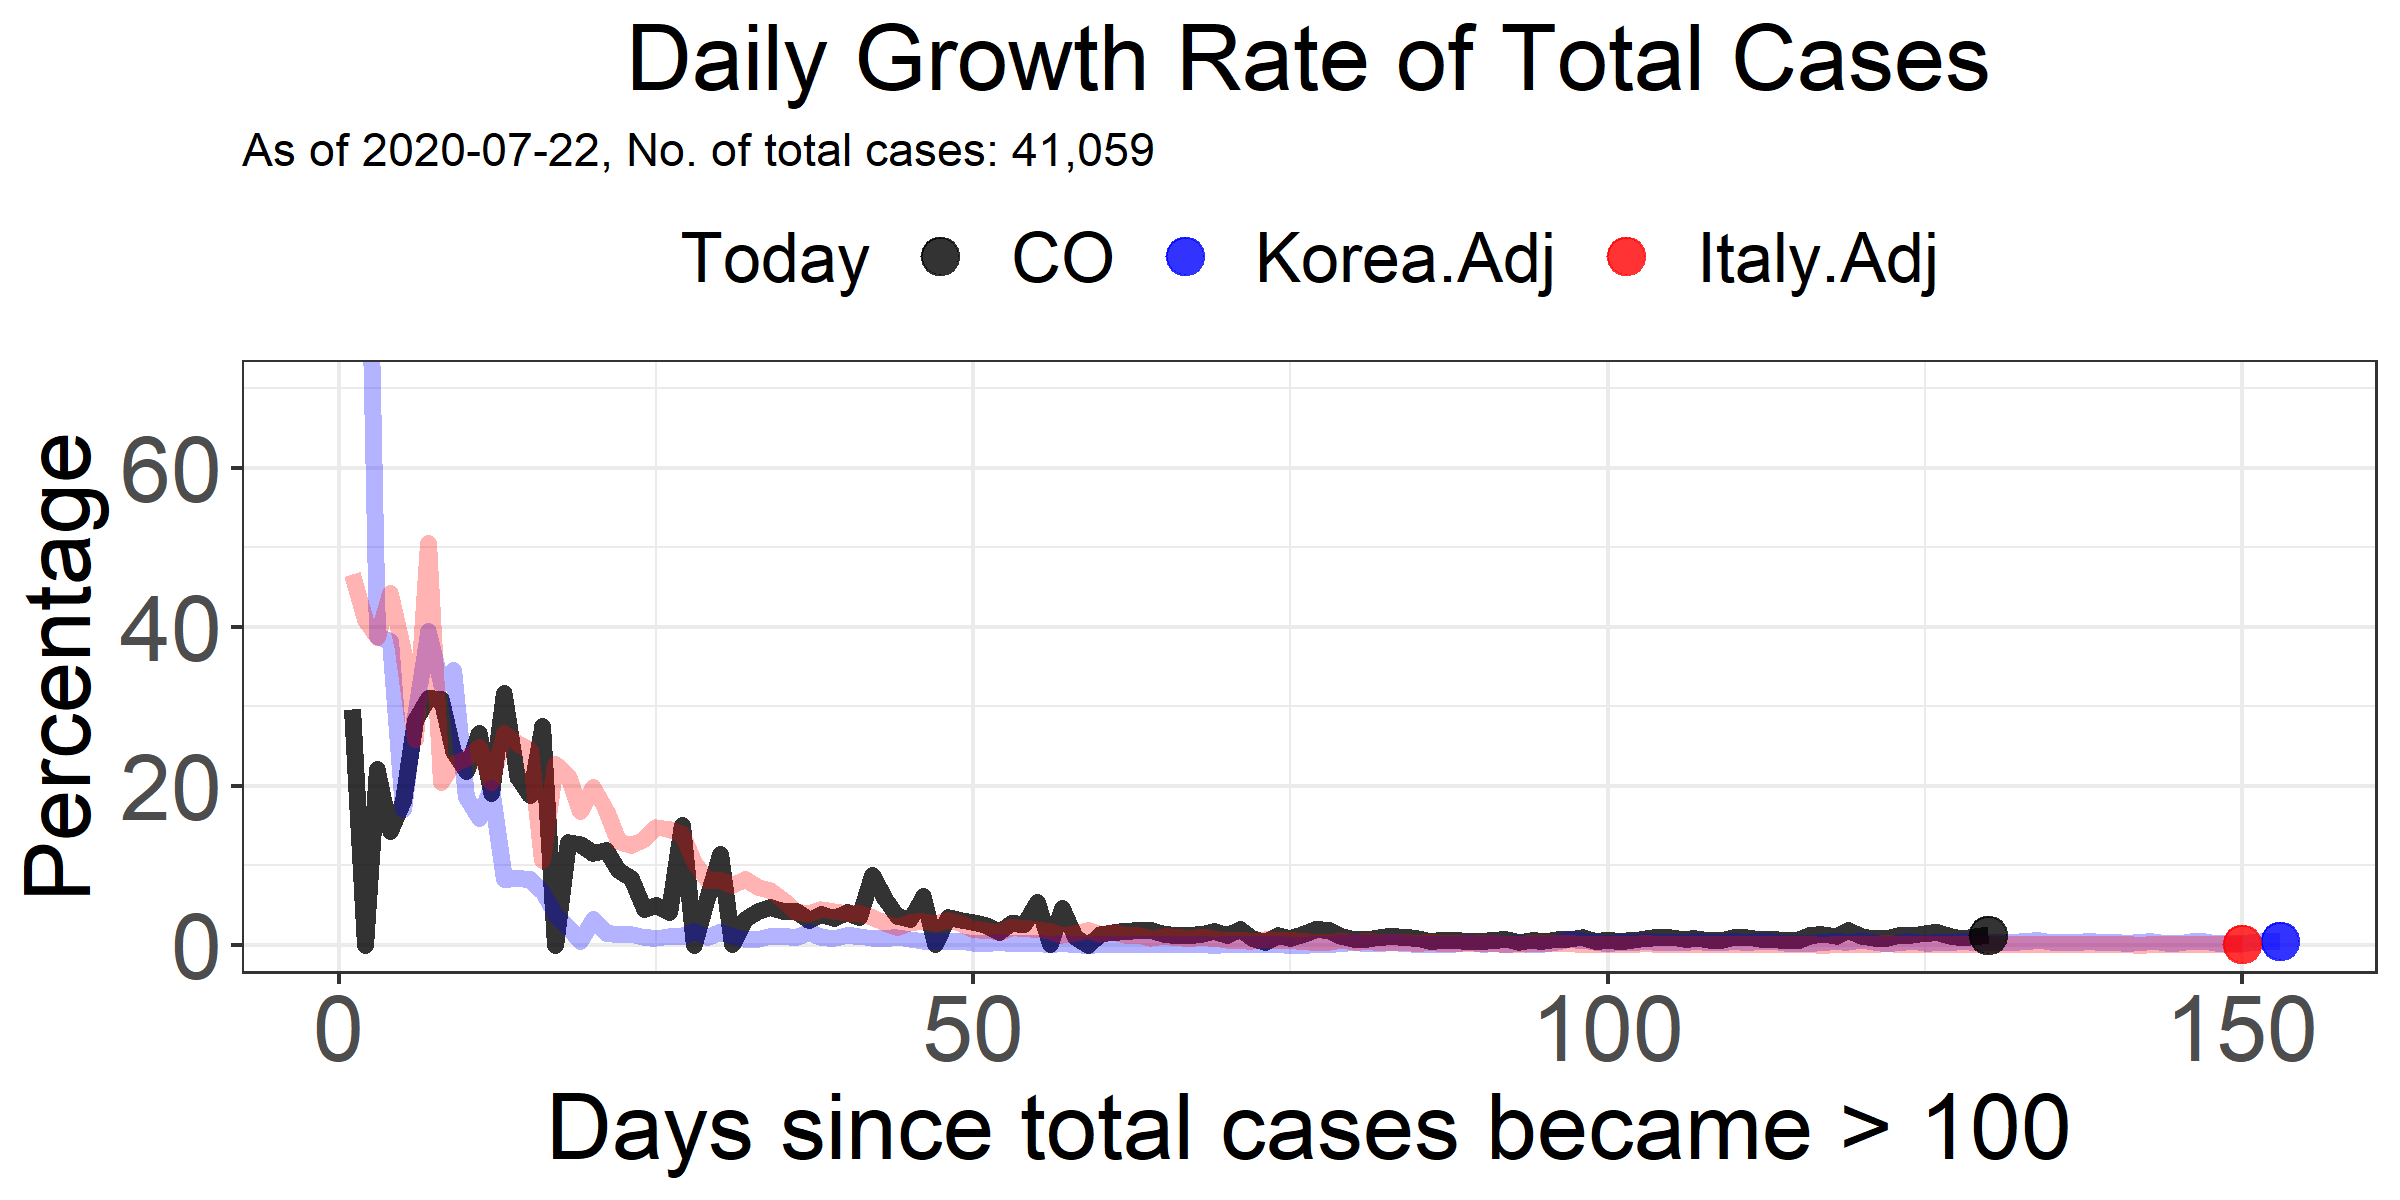 Daily Growth Rate of Total Cases
As of 2020-07-22, No. of total cases: 41,059
Today CO Korea.Adj Italy.Adj
Percentage
60
40
20
0
0 50 100 150
Days since total cases became > 100